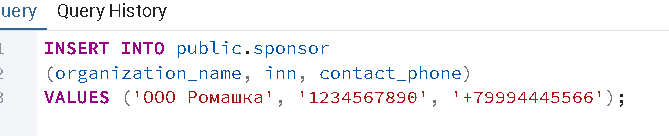 uery Query History
1 INSERT INTO public.sponsor
2 (organization_name, inn, contact_phone)
3 VALUES ('ООО Ромашка', '1234567890', '+79994445566');